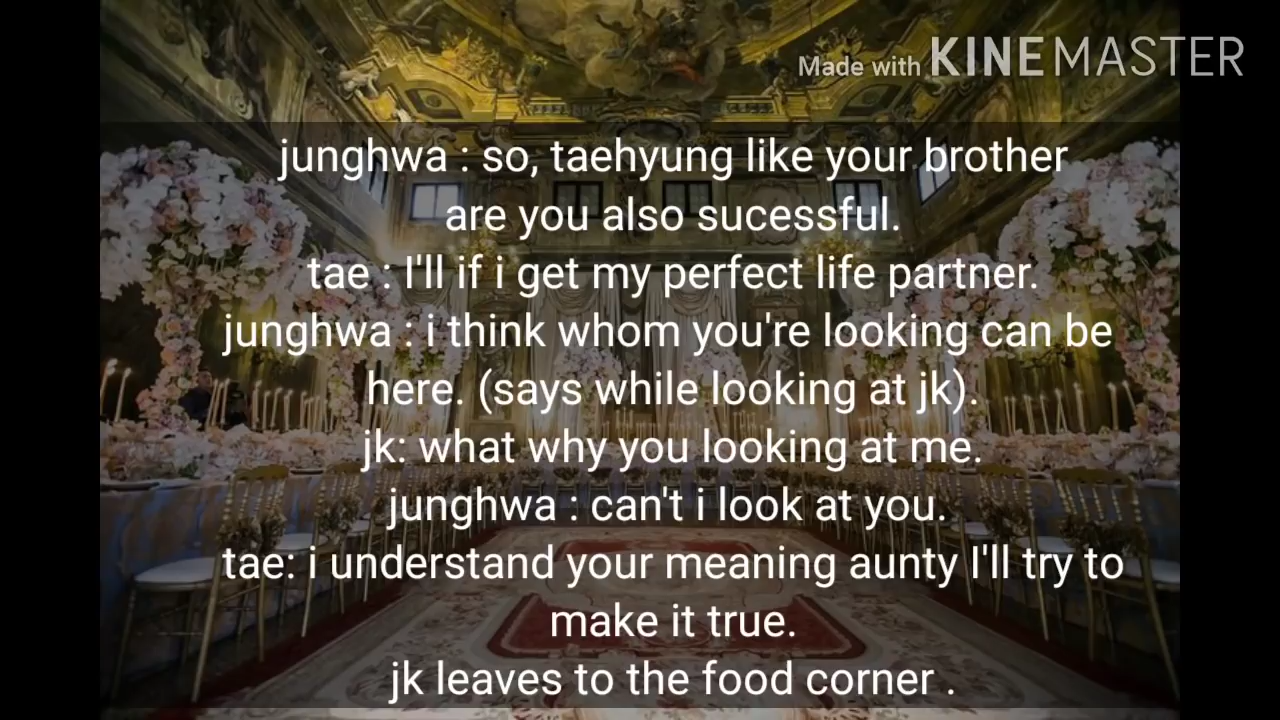 Made with KINEMASTER
junghwa : so, taehyung like your brother
are you also sucessful.
tae : I'll if i get my perfect life partner.
junghwa : i think whom you're looking can be
here. (says while looking at jk).
jk: what why you looking at me.
junghwa : can't i look at you.
tae: i understand your meaning aunty I'll try to
make it true.
jk leaves to the food corner .